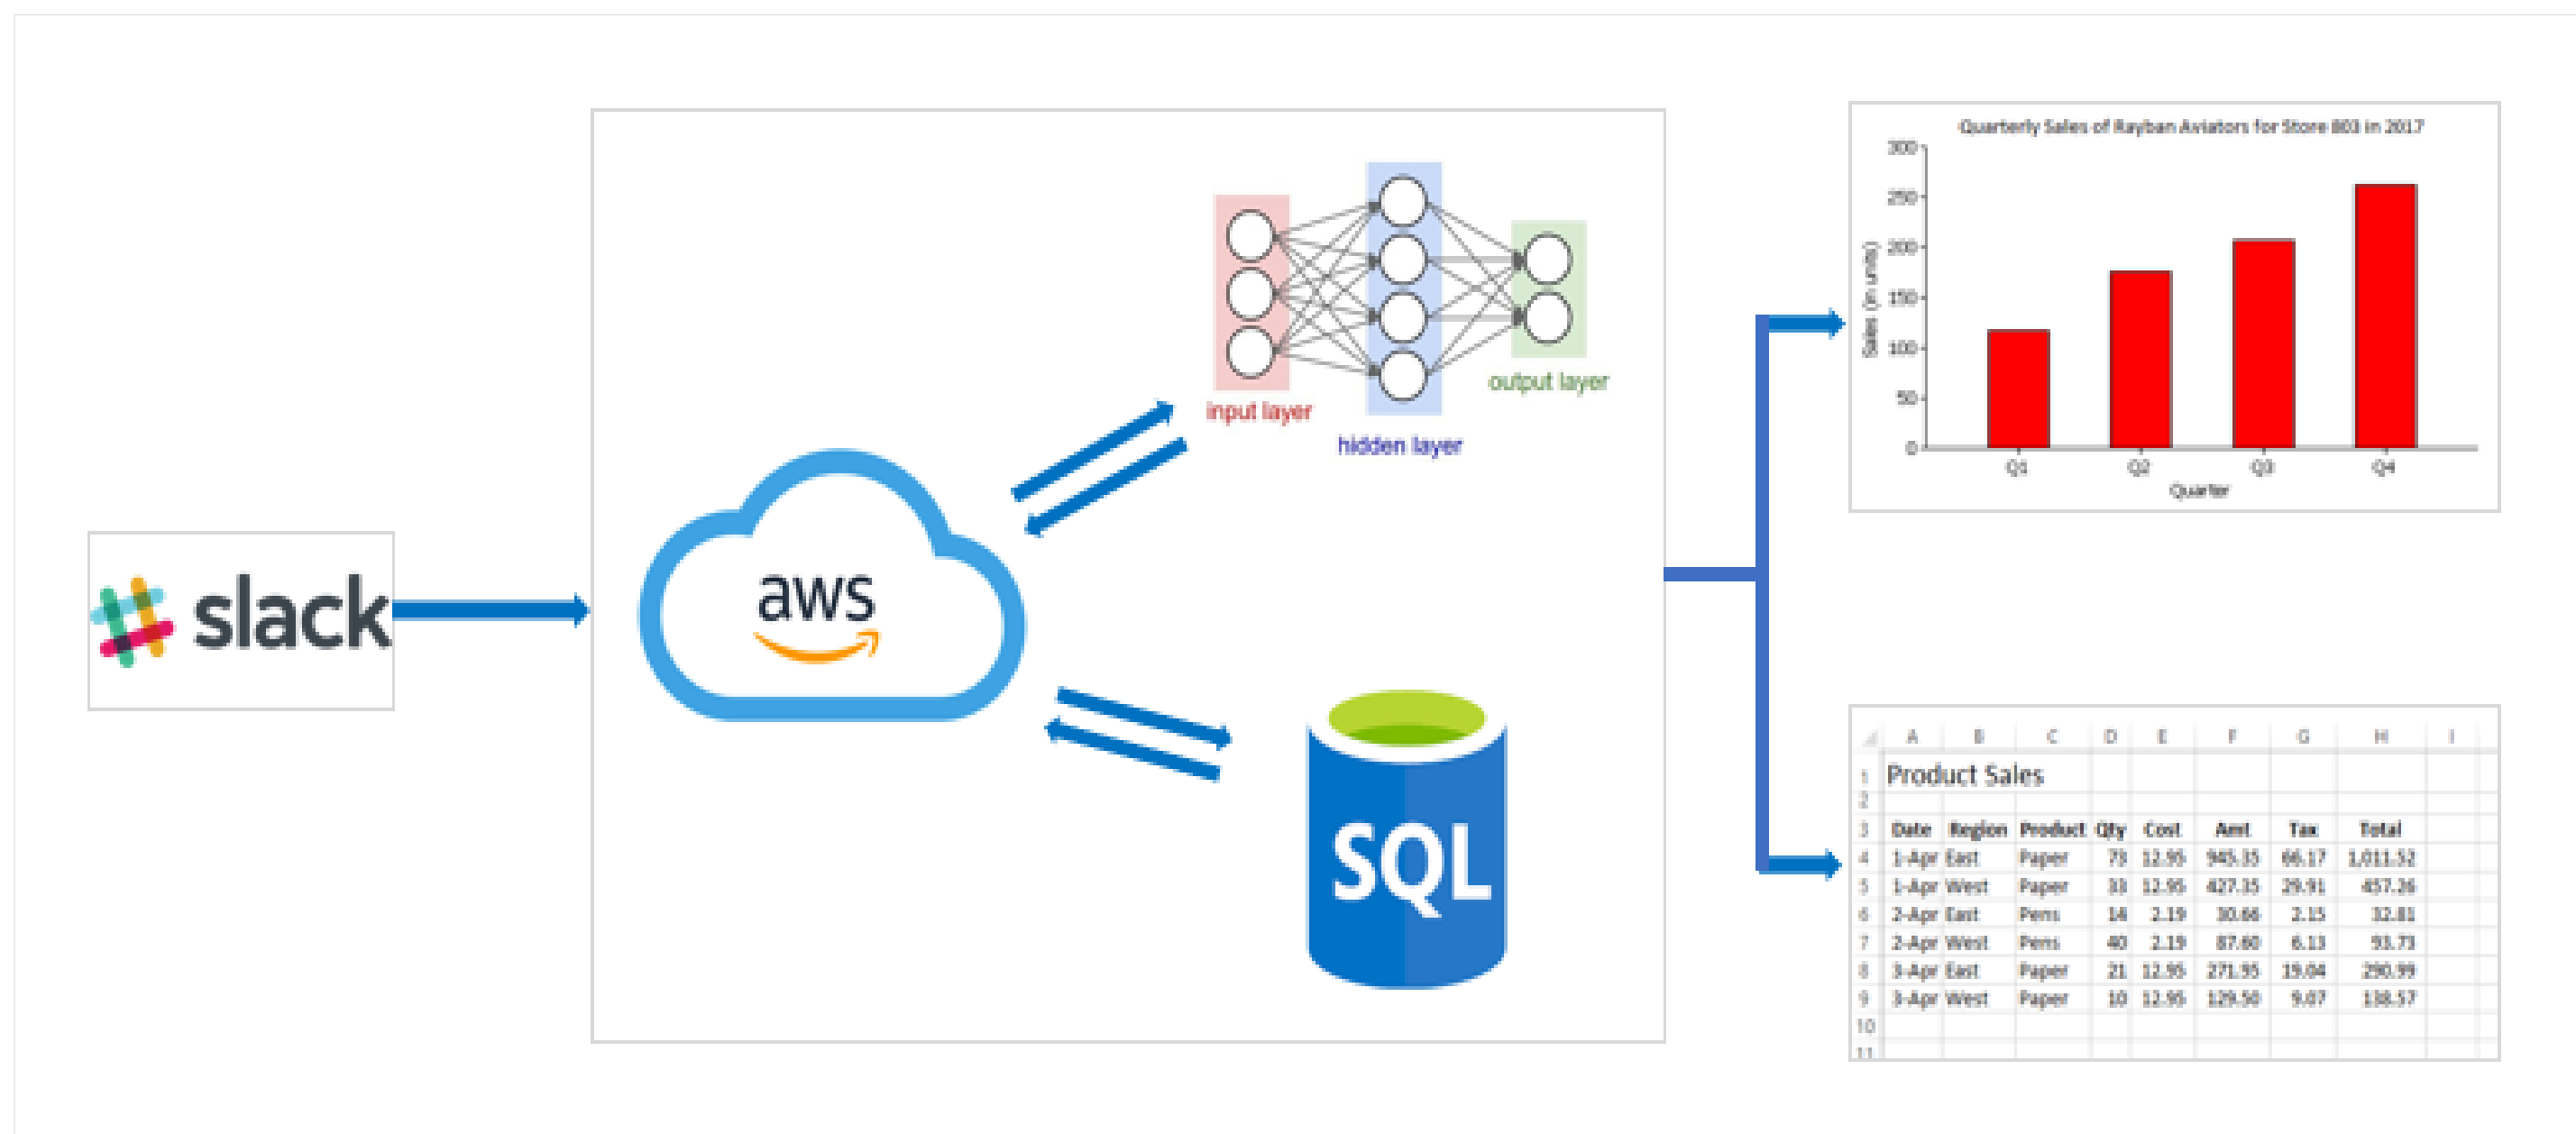 slack
aws
input layer
hidden layer
output layer
SQL
Quarterly Sales of Rayban Aviators for Store 803 in 2017
Sales (in units)
300
250
200
150
100
50
0
Q1 Q2 Q3 Q4
Quarter
A B C D E F G H I
1 Product Sales
2
3 Date Region Product Qty Cost Amt Tax Total
4 1-Apr East Paper 73 12.95 945.35 66.17 1,011.52
5 1-Apr West Paper 33 12.95 427.35 29.91 457.26
6 2-Apr East Pens 14 2.19 30.66 2.15 32.81
7 2-Apr West Pens 40 2.19 87.60 6.13 93.73
8 3-Apr East Paper 21 12.95 271.95 19.04 290.99
9 3-Apr West Paper 10 12.95 129.50 9.07 138.57
10
11